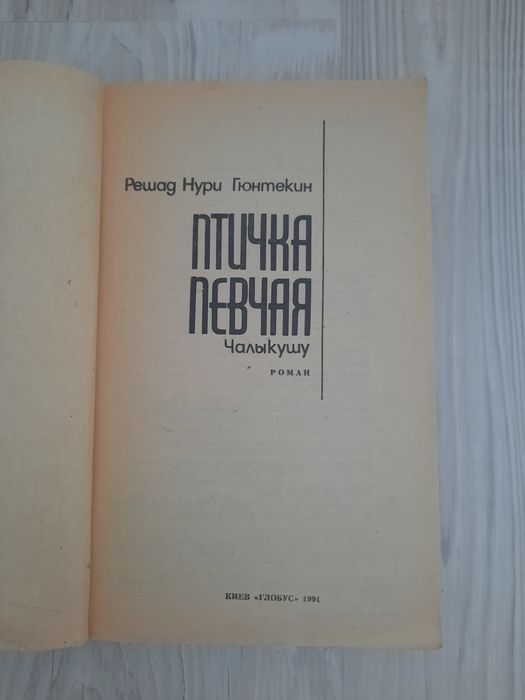 Решад Нури Гюнтекин
ПТИЧКА
ПЕВЧАЯ
Чалыкушу
РОМАН
КИЕВ «ГЛОБУС» 1991